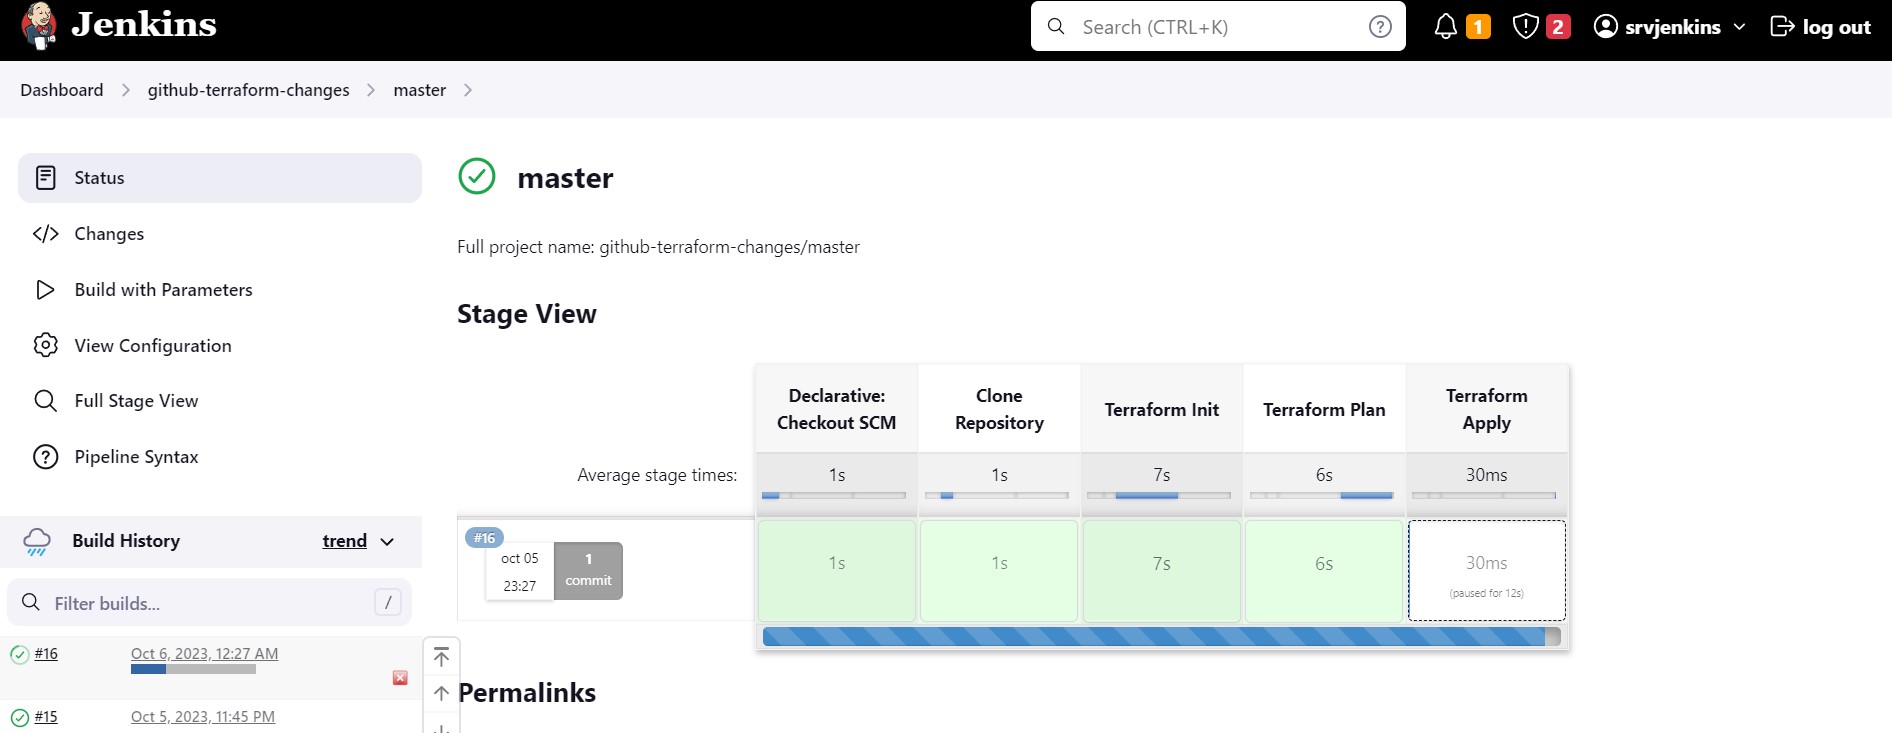 Jenkins
Search (CTRL+K)
1
2
srvjenkins
log out
Dashboard
github-terraform-changes
master
Status
Changes
Build with Parameters
View Configuration
Full Stage View
Pipeline Syntax
Build History
trend
Filter builds...
/
#16
Oct 6, 2023, 12:27 AM
#15
Oct 5, 2023, 11:45 PM
master
Full project name: github-terraform-changes/master
Stage View
Declarative:
Checkout SCM
Clone
Repository
Terraform Init
Terraform Plan
Terraform
Apply
Average stage times:
1s
1s
7s
6s
30ms
#16
oct 05
23:27
1
commit
1s
1s
7s
6s
30ms
(paused for 12s)
Permalinks